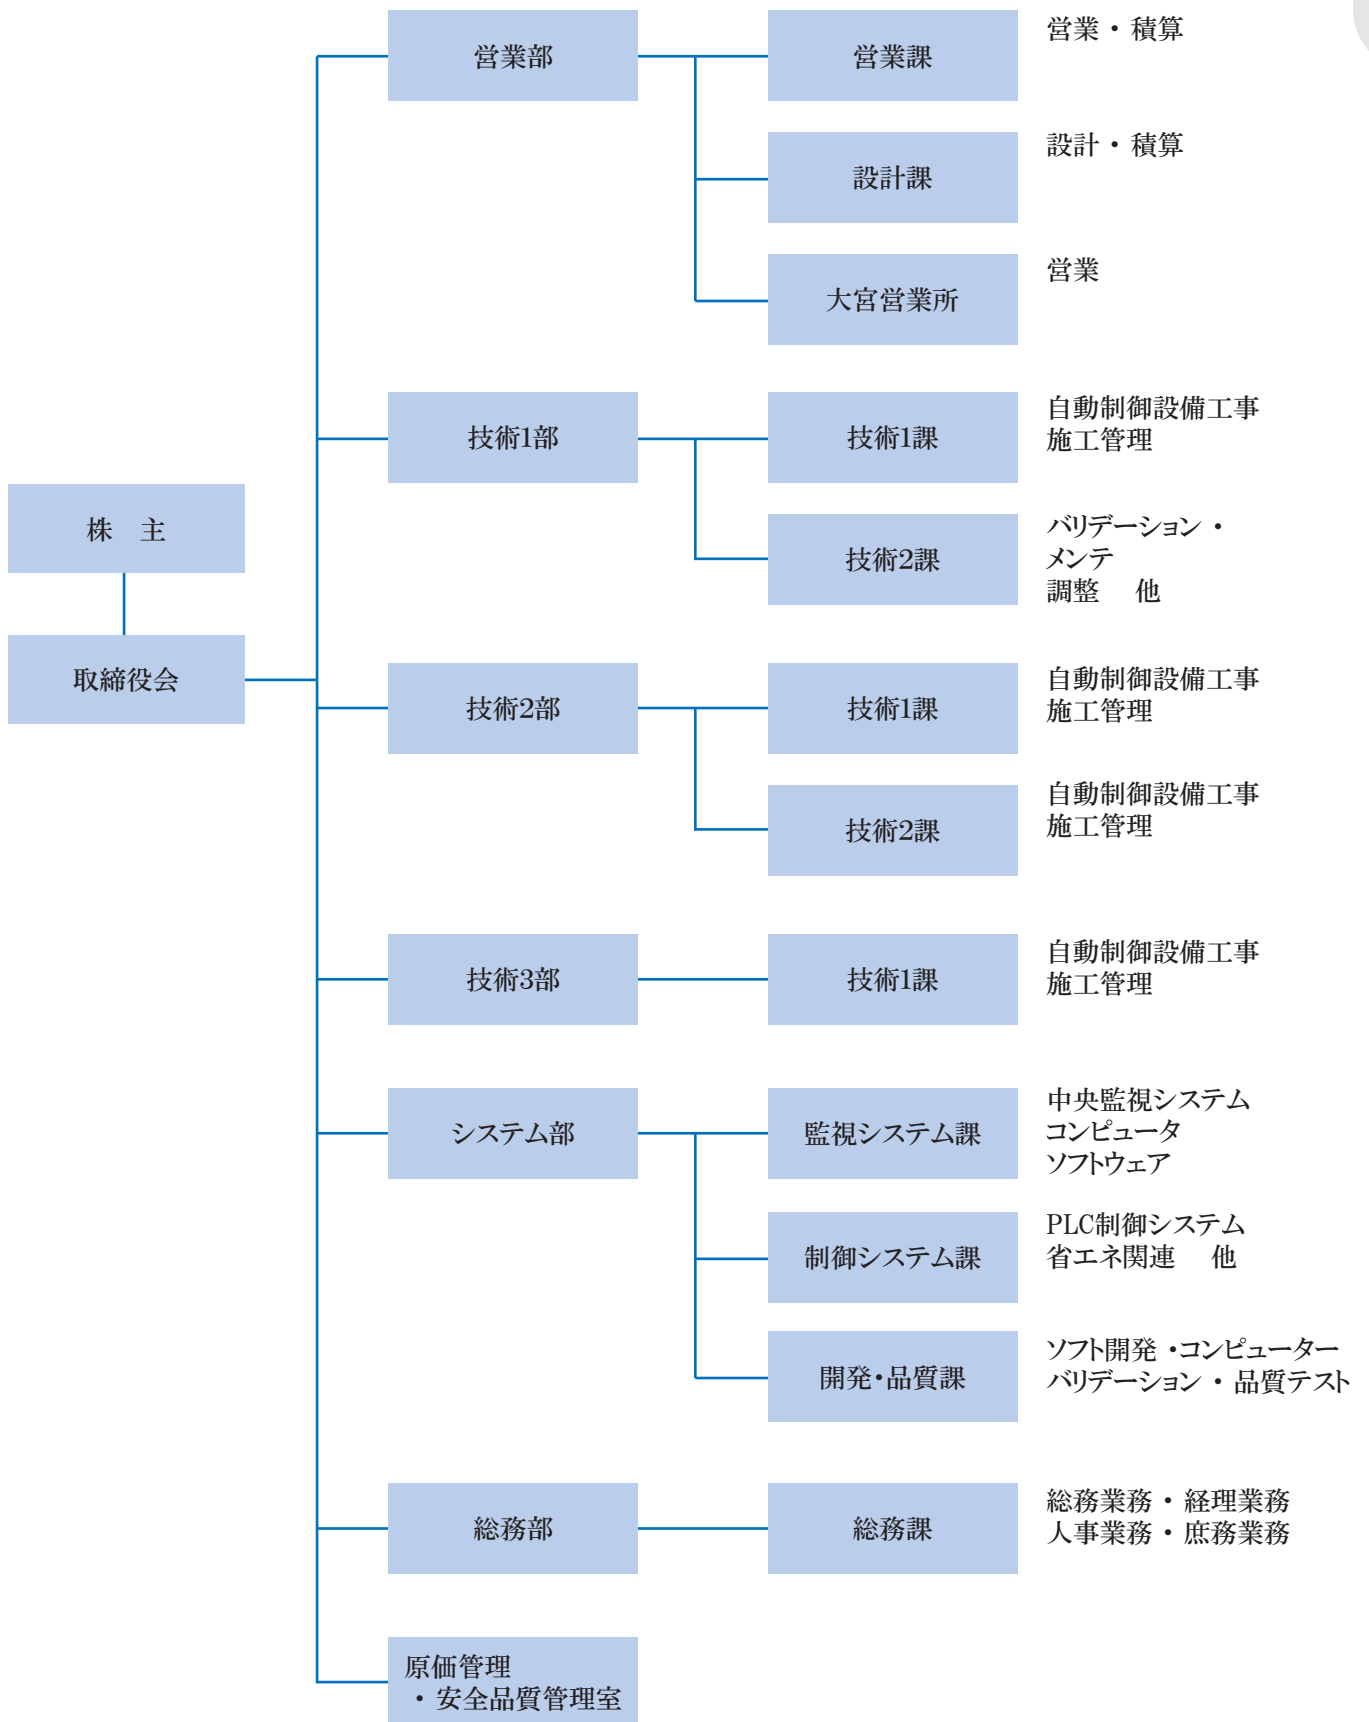 株　主
取締役会
営業部
営業課
営業・積算
設計課
設計・積算
大宮営業所
営業
技術1部
技術1課
自動制御設備工事
施工管理
技術2課
バリデーション・
メンテ
調整　他
技術2部
技術1課
自動制御設備工事
施工管理
技術2課
自動制御設備工事
施工管理
技術3部
技術1課
自動制御設備工事
施工管理
システム部
監視システム課
中央監視システム
コンピュータ
ソフトウェア
制御システム課
PLC制御システム
省エネ関連　他
開発・品質課
ソフト開発・コンピューター
バリデーション・品質テスト
総務部
総務課
総務業務・経理業務
人事業務・庶務業務
原価管理
・安全品質管理室